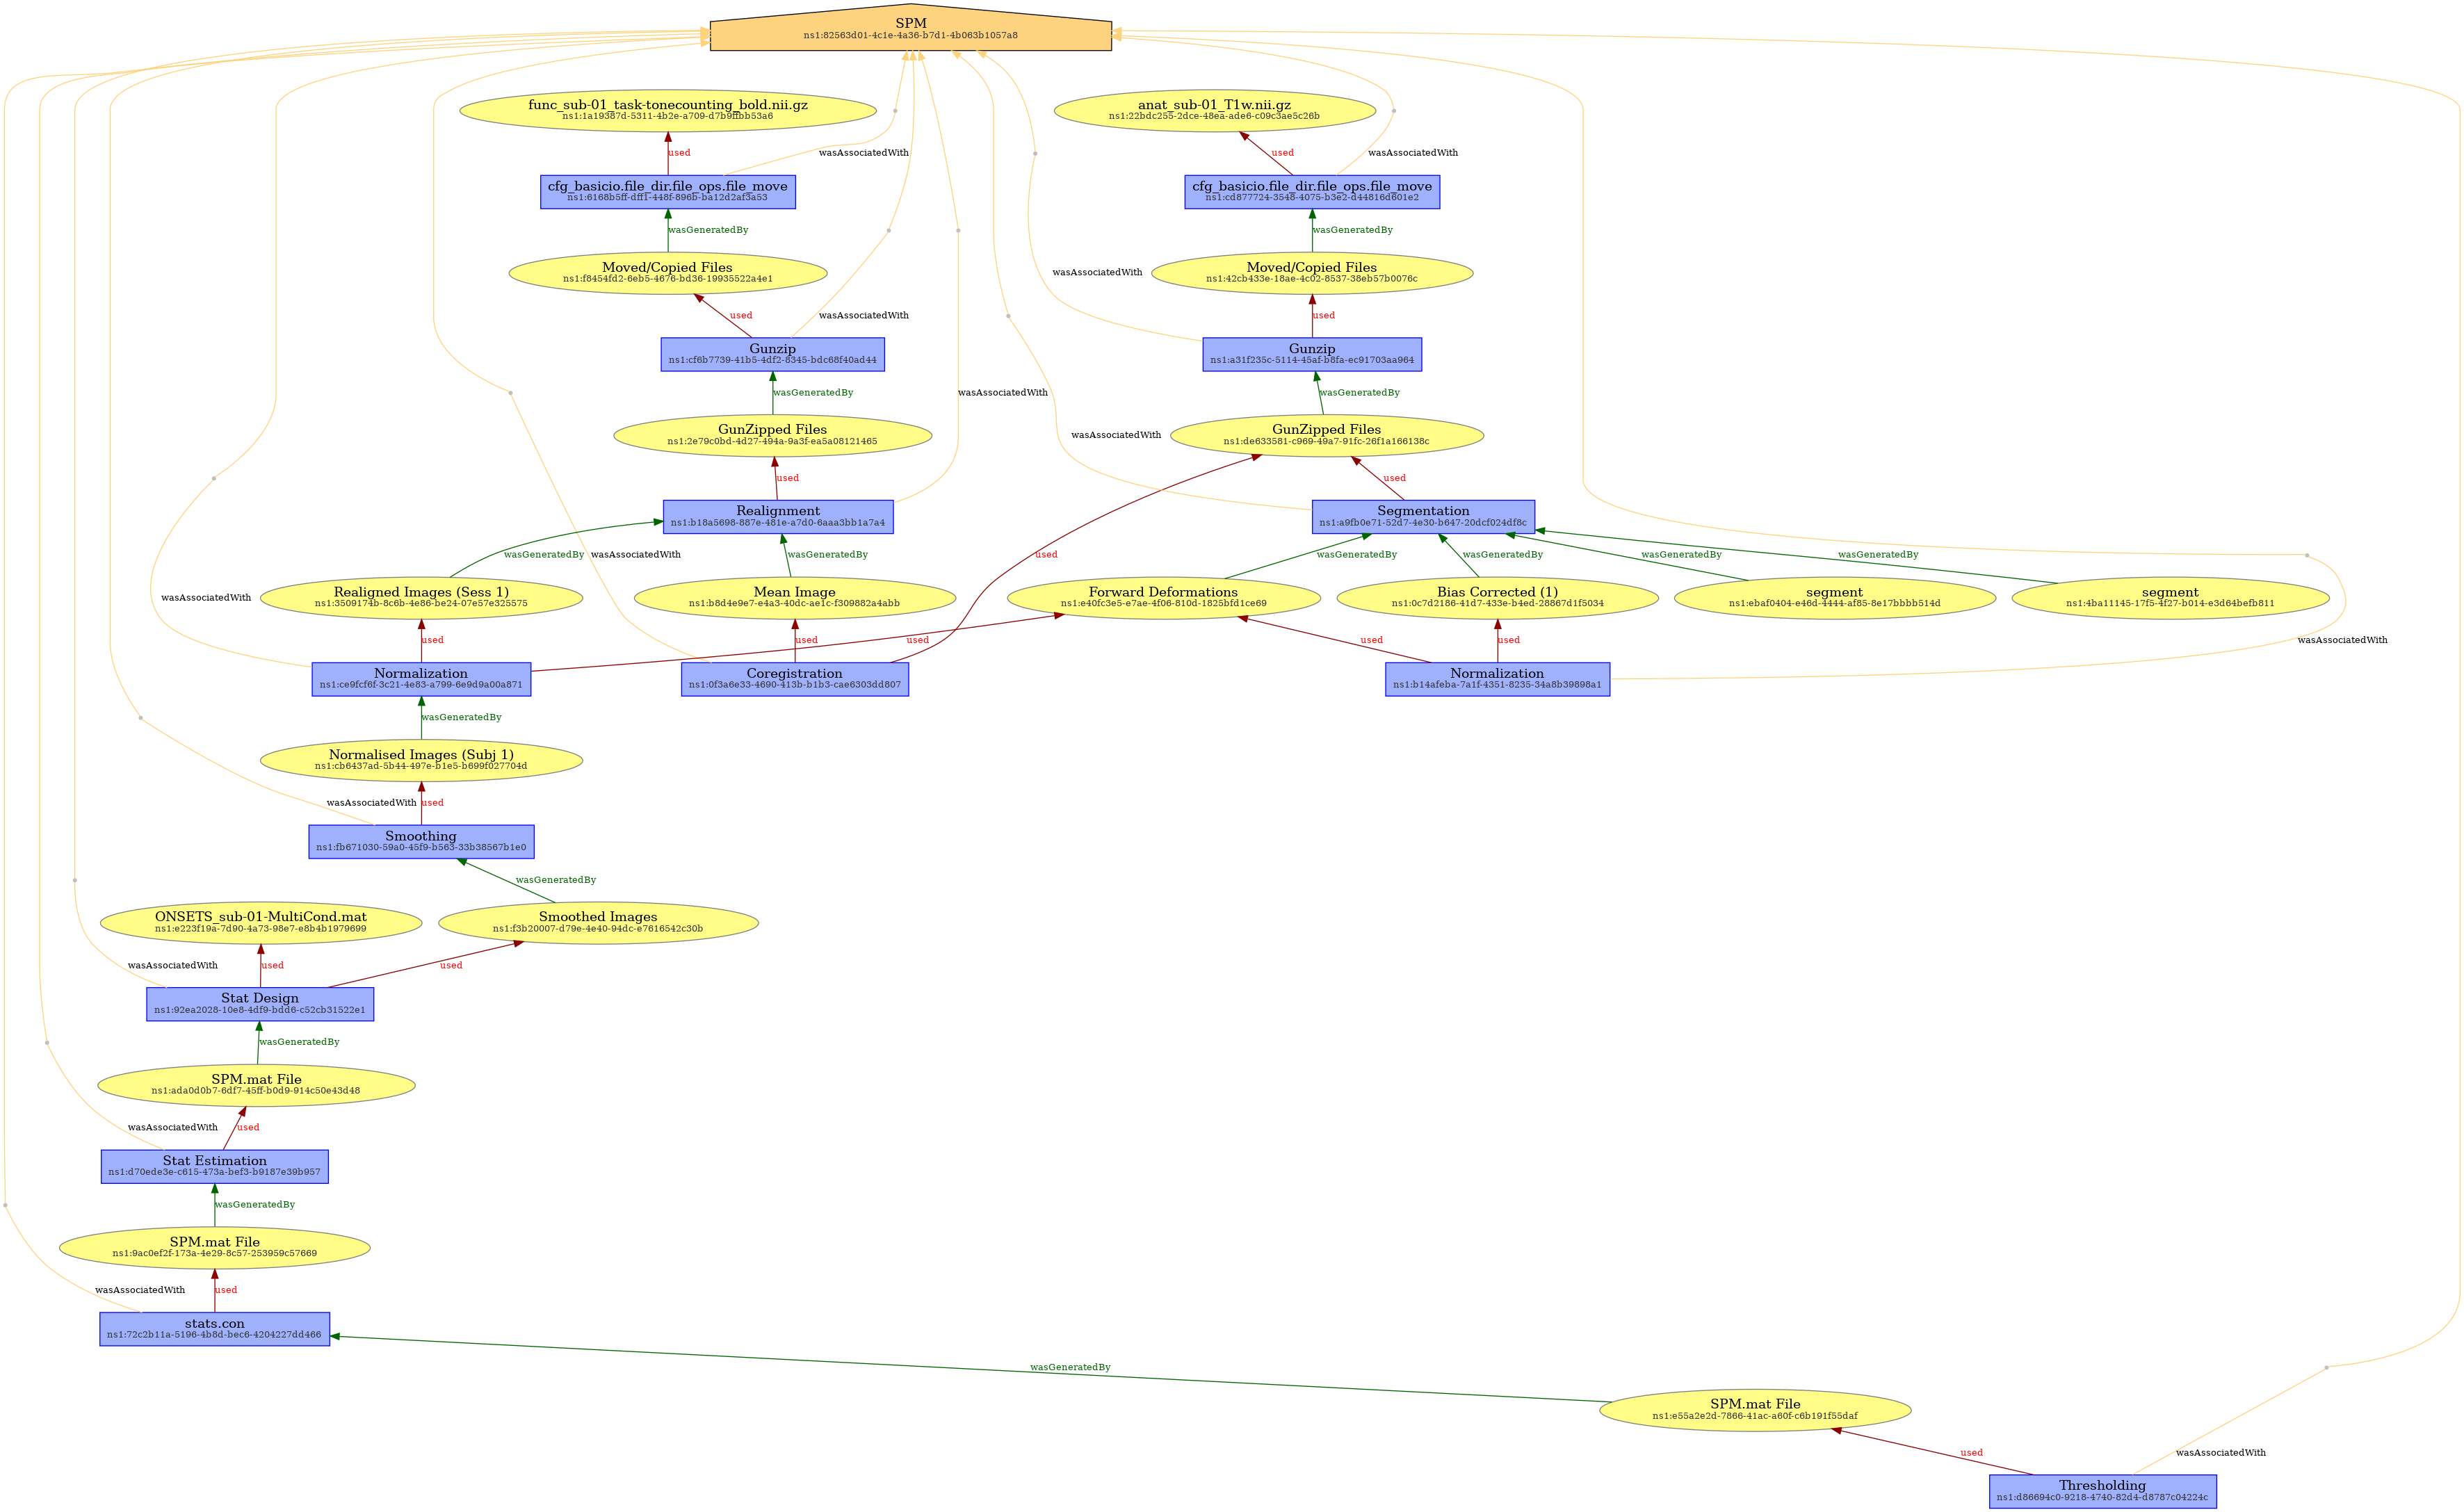 SPM
ns1:82563d01-4c1e-4a36-b7d1-4b063b1057a8
func_sub-01_task-tonecounting_bold.nii.gz
ns1:1a19387d-5311-4b2e-a709-d7b9ffbb53a6
anat_sub-01_T1w.nii.gz
ns1:22bdc255-2dce-48ea-ade6-c09c3ae5c26b
used
wasAssociatedWith
used
wasAssociatedWith
cfg_basicio.file_dir.file_ops.file_move
ns1:6168b5ff-dff1-448f-896b-ba12d2af3a53
cfg_basicio.file_dir.file_ops.file_move
ns1:cd877724-3548-4075-b3e2-d44816d601e2
wasGeneratedBy
wasGeneratedBy
Moved/Copied Files
ns1:f8454fd2-6eb5-4676-bd36-19935522a4e1
wasAssociatedWith
Moved/Copied Files
ns1:42cb433e-18ae-4c02-8537-38eb57b0076c
used
wasAssociatedWith
used
Gunzip
ns1:cf6b7739-41b5-4df2-8345-bdc68f40ad44
Gunzip
ns1:a31f235c-5114-45af-b8fa-ec91703aa964
wasGeneratedBy
wasAssociatedWith
wasGeneratedBy
GunZipped Files
ns1:2e79c0bd-4d27-494a-9a3f-ea5a08121465
wasAssociatedWith
GunZipped Files
ns1:de633581-c969-49a7-91fc-26f1a166138c
used
used
Realignment
ns1:b18a5698-887e-481e-a7d0-6aaa3bb1a7a4
Segmentation
ns1:a9fb0e71-52d7-4e30-b647-20dcf024df8c
wasGeneratedBy
wasAssociatedWith
wasGeneratedBy
used
wasGeneratedBy
wasGeneratedBy
wasGeneratedBy
wasGeneratedBy
wasAssociatedWith
Realigned Images (Sess 1)
ns1:3509174b-8c6b-4e86-be24-07e57e325575
Mean Image
ns1:b8d4e9e7-e4a3-40dc-ae1c-f309882a4abb
Forward Deformations
ns1:e40fc3e5-e7ae-4f06-810d-1825bfd1ce69
Bias Corrected (1)
ns1:0c7d2186-41d7-433e-b4ed-28867d1f5034
segment
ns1:ebaf0404-e46d-4444-af85-8e17bbbb514d
segment
ns1:4ba11145-17f5-4f27-b014-e3d64befb811
used
used
used
used
used
wasAssociatedWith
Normalization
ns1:ce9fcf6f-3c21-4e83-a799-6e9d9a00a871
Coregistration
ns1:0f3a6e33-4690-413b-b1b3-cae6303dd807
Normalization
ns1:b14afeba-7a1f-4351-8235-34a8b39898a1
wasGeneratedBy
Normalised Images (Subj 1)
ns1:cb6437ad-5b44-497e-b1e5-b699f027704d
wasAssociatedWith
used
Smoothing
ns1:fb671030-59a0-45f9-b563-33b38567b1e0
wasGeneratedBy
ONSETS_sub-01-MultiCond.mat
ns1:e223f19a-7d90-4a73-98e7-e8b4b1979699
Smoothed Images
ns1:f3b20007-d79e-4e40-94dc-e7616542c30b
wasAssociatedWith
used
used
Stat Design
ns1:92ea2028-10e8-4df9-bdd6-c52cb31522e1
wasGeneratedBy
SPM.mat File
ns1:ada0d0b7-6df7-45ff-b0d9-914c50e43d48
wasAssociatedWith
used
Stat Estimation
ns1:d70ede3e-c615-473a-bef3-b9187e39b957
wasGeneratedBy
SPM.mat File
ns1:9ac0ef2f-173a-4e29-8c57-253959c57669
wasAssociatedWith
used
stats.con
ns1:72c2b11a-5196-4b8d-bec6-4204227dd466
wasGeneratedBy
SPM.mat File
ns1:e55a2e2d-7866-41ac-a60f-c6b191f55daf
used
wasAssociatedWith
Thresholding
ns1:d86694c0-9218-4740-82d4-d8787c04224c